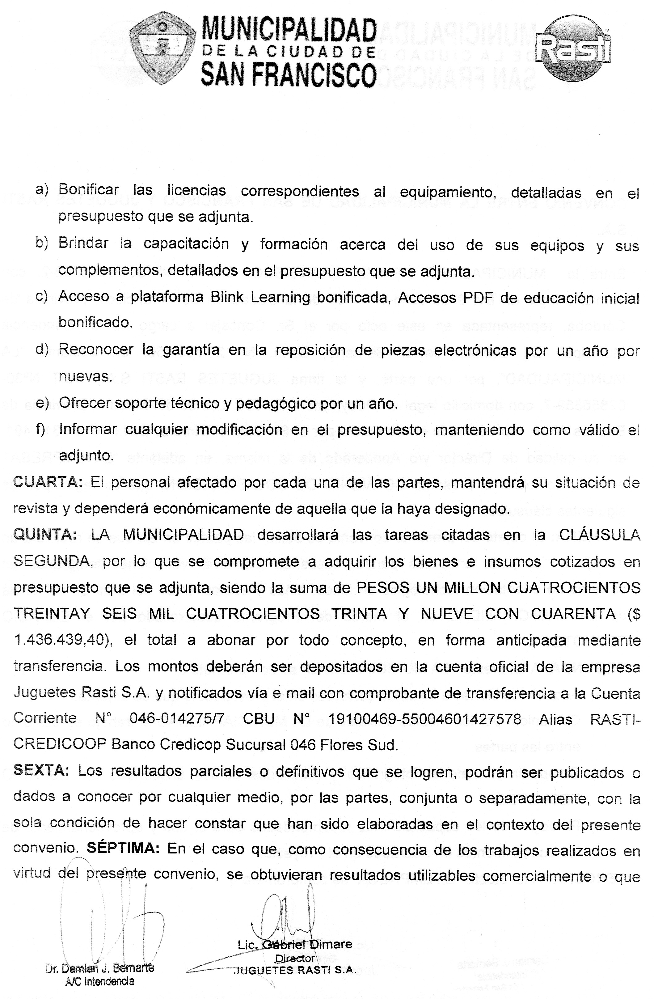 MUNICIPALIDAD
DE LA CIUDAD DE
SAN FRANCISCO
Rasti
a) Bonificar las licencias correspondientes al equipamiento, detalladas en el
presupuesto que se adjunta.
b) Brindar la capacitación y formación acerca del uso de sus equipos y sus
complementos, detallados en el presupuesto que se adjunta.
c) Acceso a plataforma Blink Learning bonificada, Accesos PDF de educación inicial
bonificado.
d) Reconocer la garantía en la reposición de piezas electrónicas por un año por
nuevas.
e) Ofrecer soporte técnico y pedagógico por un año.
f) Informar cualquier modificación en el presupuesto, manteniendo como válido el
adjunto.
CUARTA: El personal afectado por cada una de las partes, mantendrá su situación de
revista y dependerá económicamente de aquella que la haya designado.
QUINTA: LA MUNICIPALIDAD desarrollará las tareas citadas en la CLÁUSULA
SEGUNDA, por lo que se compromete a adquirir los bienes e insumos cotizados en
presupuesto que se adjunta, siendo la suma de PESOS UN MILLON CUATROCIENTOS
TREINTAY SEIS MIL CUATROCIENTOS TRINTA Y NUEVE CON CUARENTA ($
1.436.439,40), el total a abonar por todo concepto, en forma anticipada mediante
transferencia. Los montos deberán ser depositados en la cuenta oficial de la empresa
Juguetes Rasti S.A. y notificados vía e mail con comprobante de transferencia a la Cuenta
Corriente N° 046-014275/7 CBU N° 19100469-55004601427578 Alias RASTI-
CREDICOOP Banco Credicop Sucursal 046 Flores Sud.
SEXTA: Los resultados parciales o definitivos que se logren, podrán ser publicados o
dados a conocer por cualquier medio, por las partes, conjunta o separadamente, con la
sola condición de hacer constar que han sido elaboradas en el contexto del presente
convenio. SÉPTIMA: En el caso que, como consecuencia de los trabajos realizados en
virtud del presente convenio, se obtuvieran resultados utilizables comercialmente o que
Lic. Gabriel Dimare
Director
JUGUETES RASTI S.A.
Dr. Damian J. Bernarte
A/C Intendencia